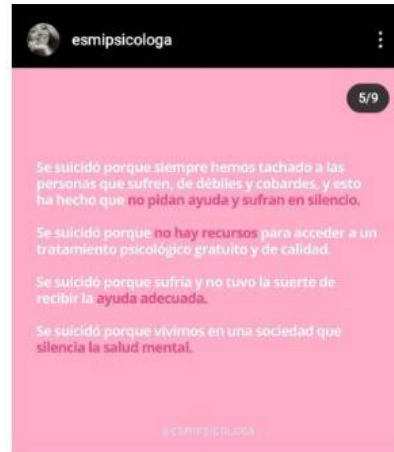 esmipsicologa
5/9
Se suicidó porque siempre hemos tachado a las
personas que sufren, de débiles y cobardes, y esto
ha hecho que no pidan ayuda y sufran en silencio.
Se suicidó porque no hay recursos para acceder a un
tratamiento psicológico gratuito y de calidad.
Se suicidó porque sufría y no tuvo la suerte de
recibir la ayuda adecuada.
Se suicidó porque vivimos en una sociedad que
silencia la salud mental.
@ESMIPSICOLOGA